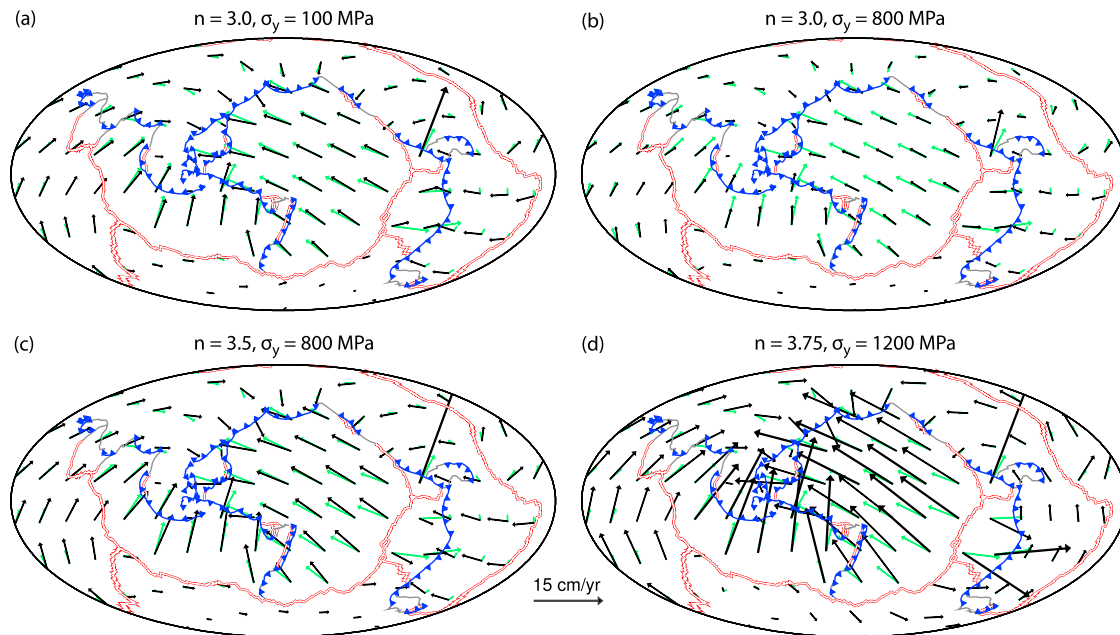 (a)
n = 3.0, σy = 100 MPa
(b)
n = 3.0, σy = 800 MPa
(c)
n = 3.5, σy = 800 MPa
(d)
n = 3.75, σy = 1200 MPa
15 cm/yr